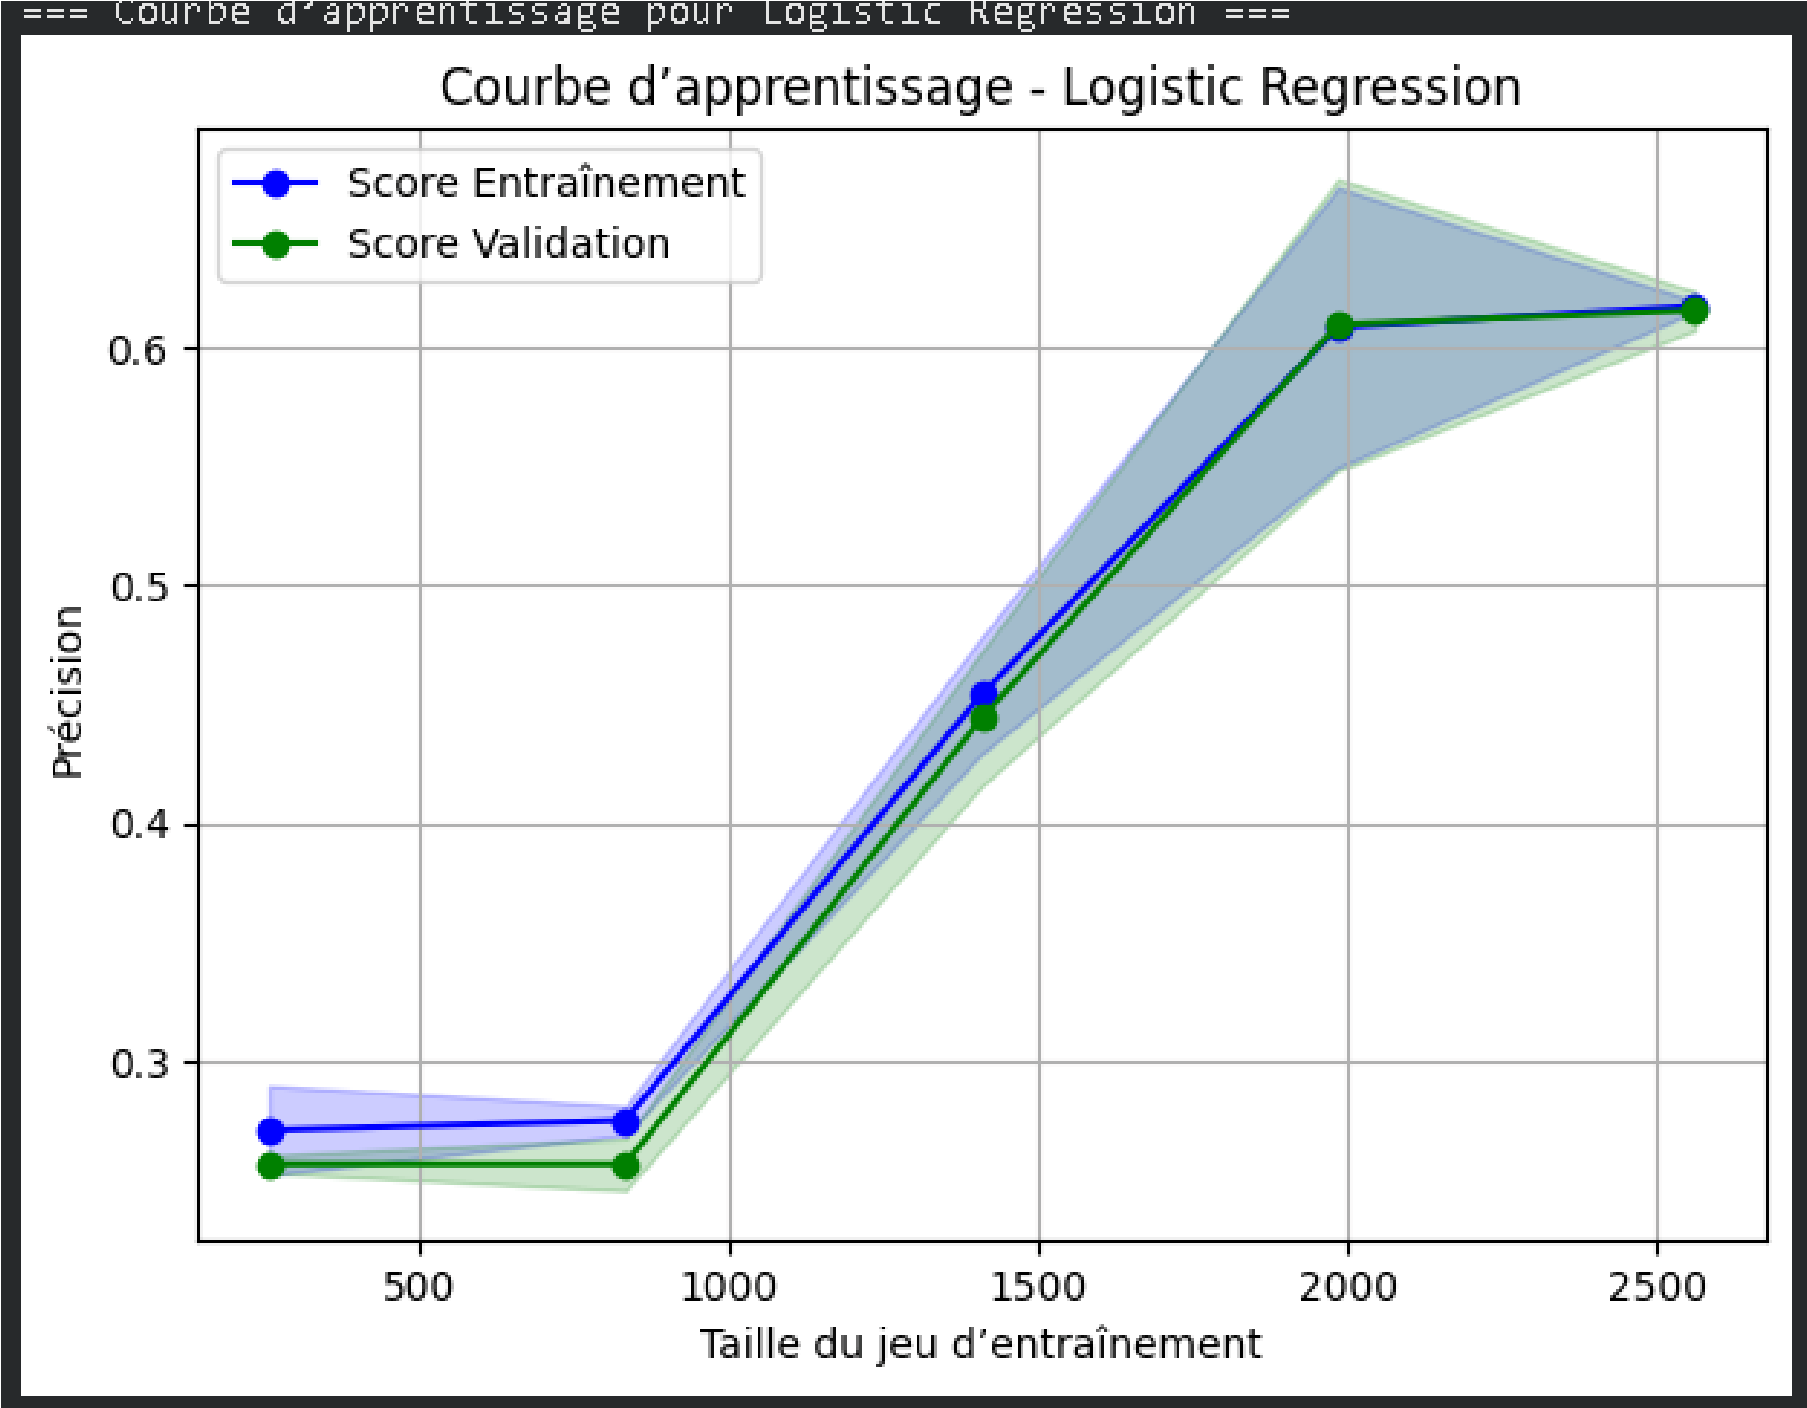 === Courbe d’apprentissage pour Logistic Regression ===
Courbe d’apprentissage - Logistic Regression
Score Entraînement
Score Validation
Précision
0.6
0.5
0.4
0.3
500 1000 1500 2000 2500
Taille du jeu d’entraînement